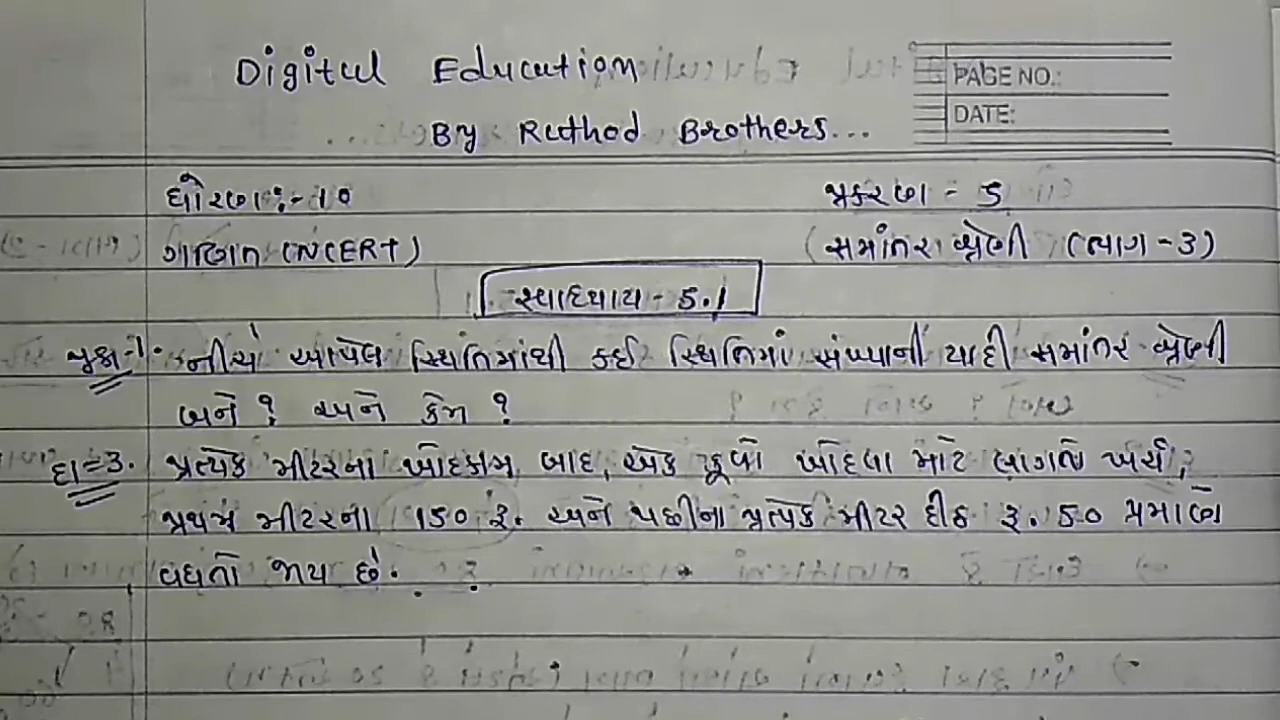 Digital Education
By Rathod Brothers...
PAGE NO.:
DATE:
ધોરણ:- 10
પ્રકરણ - 5
ગણિત (NCERT)
(સમાંતર શ્રેણી (ભાગ - 3)
સ્વાધ્યાય - 5.1
પ્રશ્ન-1. નીચે આપેલ સ્થિતિમાંથી કઈ સ્થિતિમાં સંખ્યાની યાદી સમાંતર શ્રેણી
બને ? અને કેમ ?
દા=3. પ્રત્યેક મીટરના ખોદકામ બાદ, એક કૂવો ખોદવા માટે લાગતો ખર્ચ,
પ્રથમ મીટરના 150 રૂ. અને પછીના પ્રત્યેક મીટર દીઠ રૂ. 50 પ્રમાણે
વધતો જાય છે.